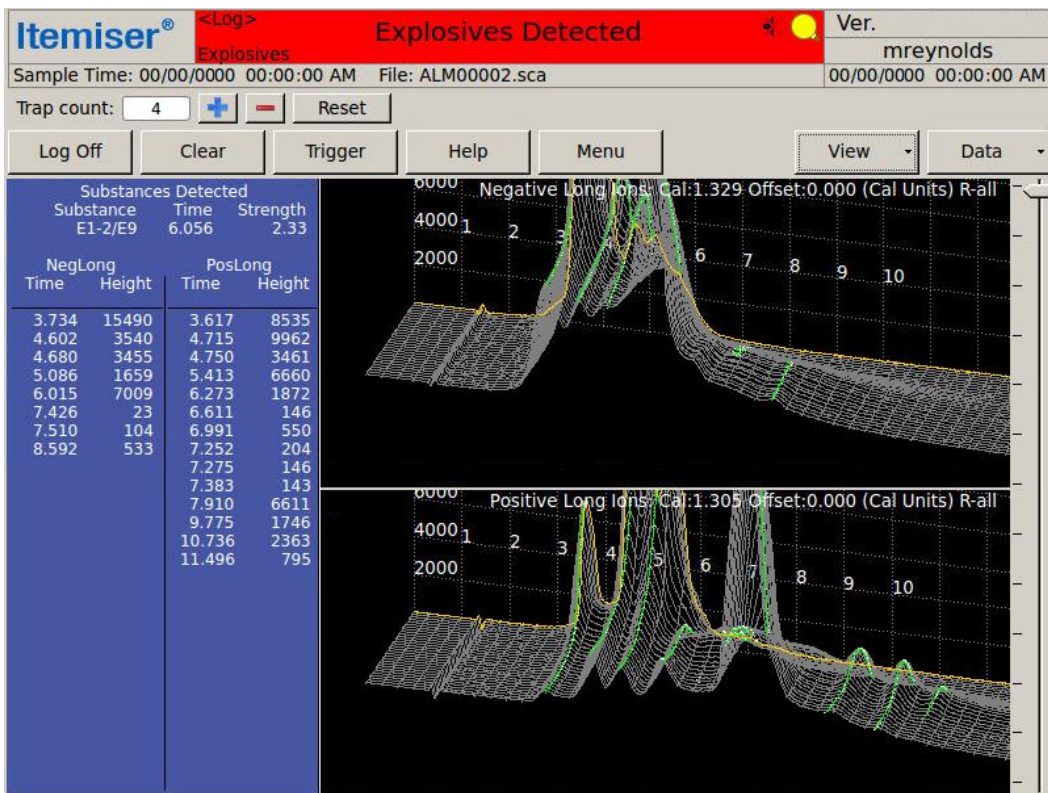 Itemiser®
<Log>
Explosives Detected
Explosives
Ver.
mreynolds
Sample Time: 00/00/0000 00:00:00 AM File: ALM00002.sca
00/00/0000 00:00:00 AM
Trap count: 4 Reset
Log Off Clear Trigger Help Menu View Data
Substances Detected
Substance Time Strength
E1-2/E9 6.056 2.33
NegLong PosLong
Time Height Time Height
3.734 15490 3.617 8535
4.602 3540 4.715 9962
4.680 3455 4.750 3461
5.086 1659 5.413 6660
6.015 7009 6.273 1872
7.426 23 6.611 146
7.510 104 6.991 550
8.592 533 7.252 204
7.275 146
7.383 143
7.910 6611
9.775 1746
10.736 2363
11.496 795
Negative Long Ions; Cal:1.329 Offset:0.000 (Cal Units) R-all
6000
4000
2000
1 2 3 4 6 7 8 9 10
Positive Long Ions; Cal:1.305 Offset:0.000 (Cal Units) R-all
6000
4000
2000
1 2 3 4 5 6 7 8 9 10